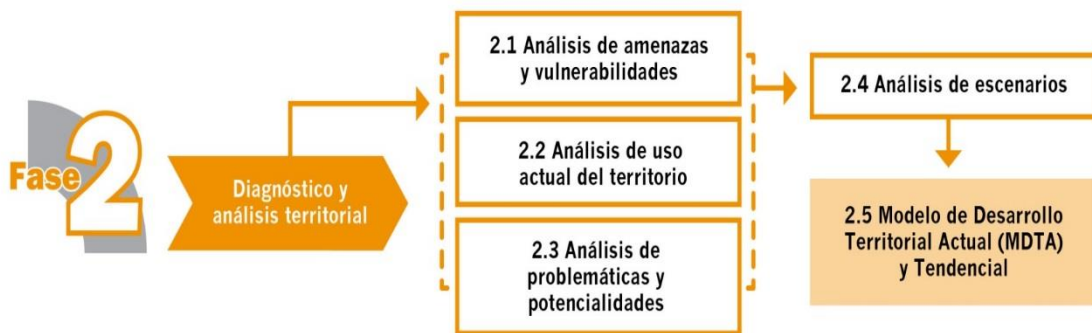 Fase 2
Diagnóstico y
análisis territorial
2.1 Análisis de amenazas
y vulnerabilidades
2.2 Análisis de uso
actual del territorio
2.3 Análisis de
problemáticas y
potencialidades
2.4 Análisis de escenarios
2.5 Modelo de Desarrollo
Territorial Actual (MDTA)
y Tendencial